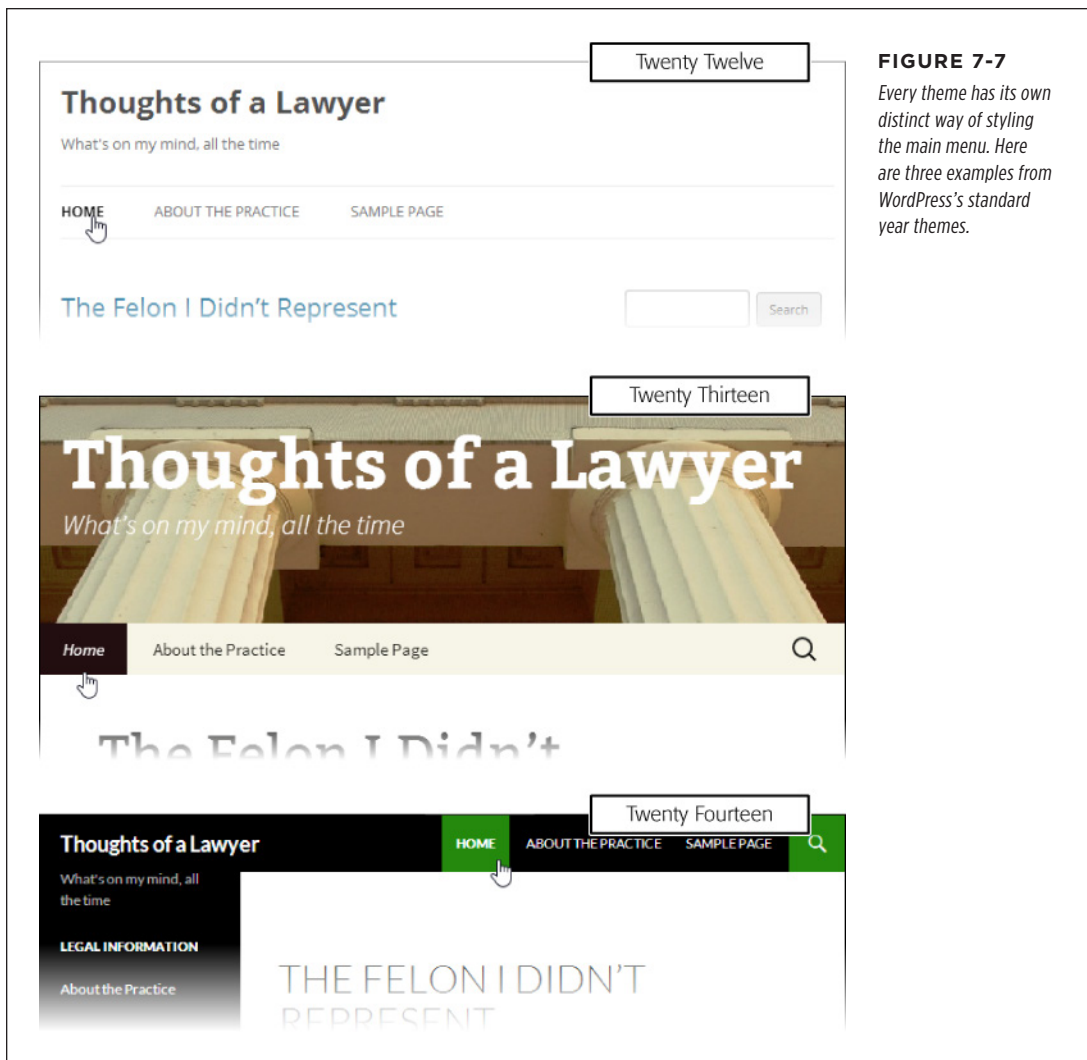 Twenty Twelve
Thoughts of a Lawyer
What's on my mind, all the time
HOME ABOUT THE PRACTICE SAMPLE PAGE
The Felon I Didn't Represent
Search
FIGURE 7-7
Every theme has its own
distinct way of styling
the main menu. Here
are three examples from
WordPress's standard
year themes.
Twenty Thirteen
Thoughts of a Lawyer
What's on my mind, all the time
Home About the Practice Sample Page
The Felon I Didn't
Twenty Fourteen
Thoughts of a Lawyer
HOME ABOUT THE PRACTICE SAMPLE PAGE
What's on my mind, all
the time
LEGAL INFORMATION
About the Practice
THE FELON I DIDN'T
REPRESENT